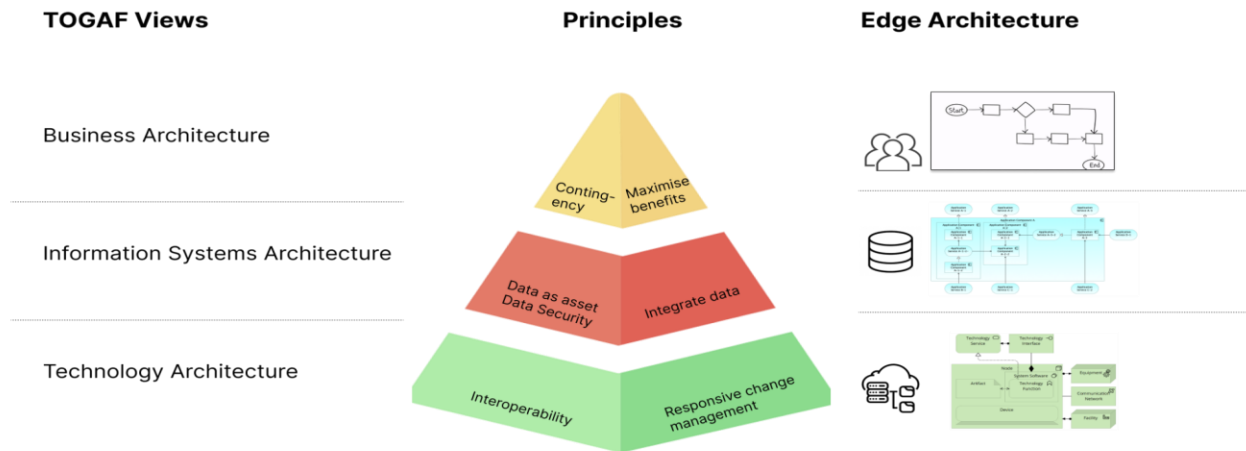 TOGAF Views
Principles
Edge Architecture
Business Architecture
Conting-
ency
Maximise
benefits
Start
End
Information Systems Architecture
Data as asset
Data Security
Integrate data
Technology Architecture
Interoperability
Responsive change
management
Technology
Service
Technology
Interface
Node
System Software
Artifact
Technology
Function
Device
Equipment
Communication
Network
Facility